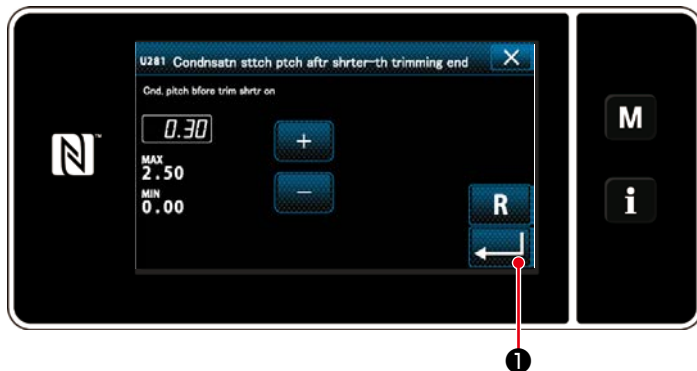 U281 Condnsatn sttch ptch aftr shrter-th trimming end
Cnd. pitch bfore trim shrtr on
0.30
+
MAX
2.50
−
MIN
0.00
R
M
i
N
❶